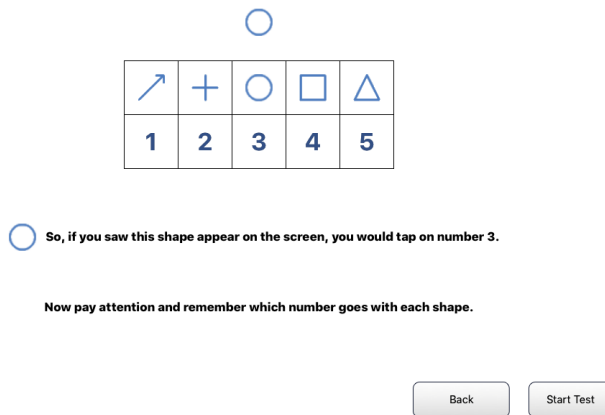 1 2 3 4 5
So, if you saw this shape appear on the screen, you would tap on number 3.
Now pay attention and remember which number goes with each shape.
Back Start Test